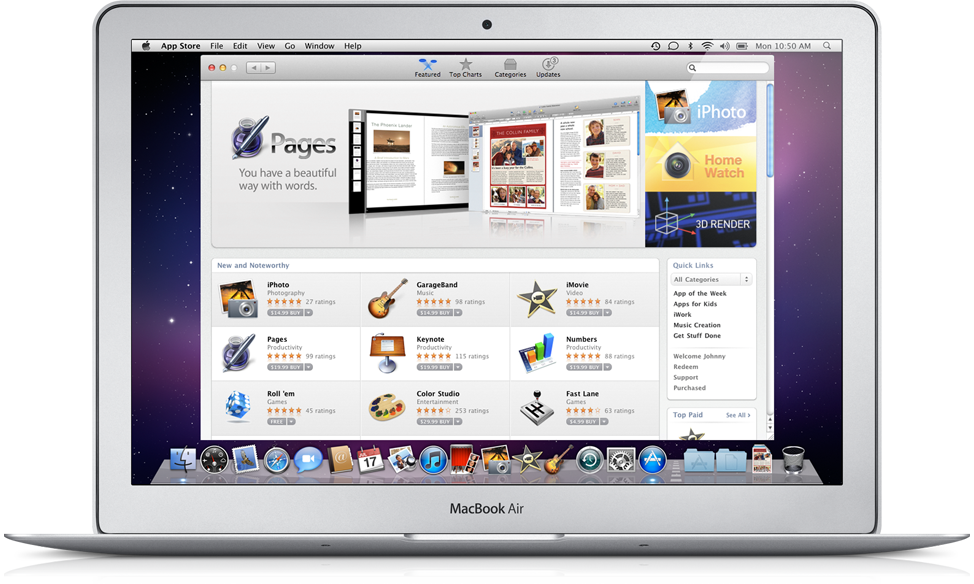 App Store File Edit View Go Window Help
Mon 10:50 AM
Featured Top Charts Categories Updates
3
Pages
You have a beautiful
way with words.
The Phoenix Lander
THE COLLIN FAMILY
iPhoto
Home
Watch
3D RENDER
New and Noteworthy
iPhoto
Photography
27 ratings
$14.99 BUY
GarageBand
Music
98 ratings
$14.99 BUY
iMovie
Video
84 ratings
$14.99 BUY
Pages
Productivity
99 ratings
$19.99 BUY
Keynote
Productivity
115 ratings
$19.99 BUY
Numbers
Productivity
88 ratings
$19.99 BUY
Roll 'em
Games
45 ratings
FREE
Color Studio
Entertainment
253 ratings
$29.99 BUY
Fast Lane
Games
63 ratings
$4.99 BUY
Quick Links
All Categories
App of the Week
Apps for Kids
iWork
Music Creation
Get Stuff Done
Welcome Johnny
Redeem
Support
Purchased
Top Paid
See All >
17
MacBook Air